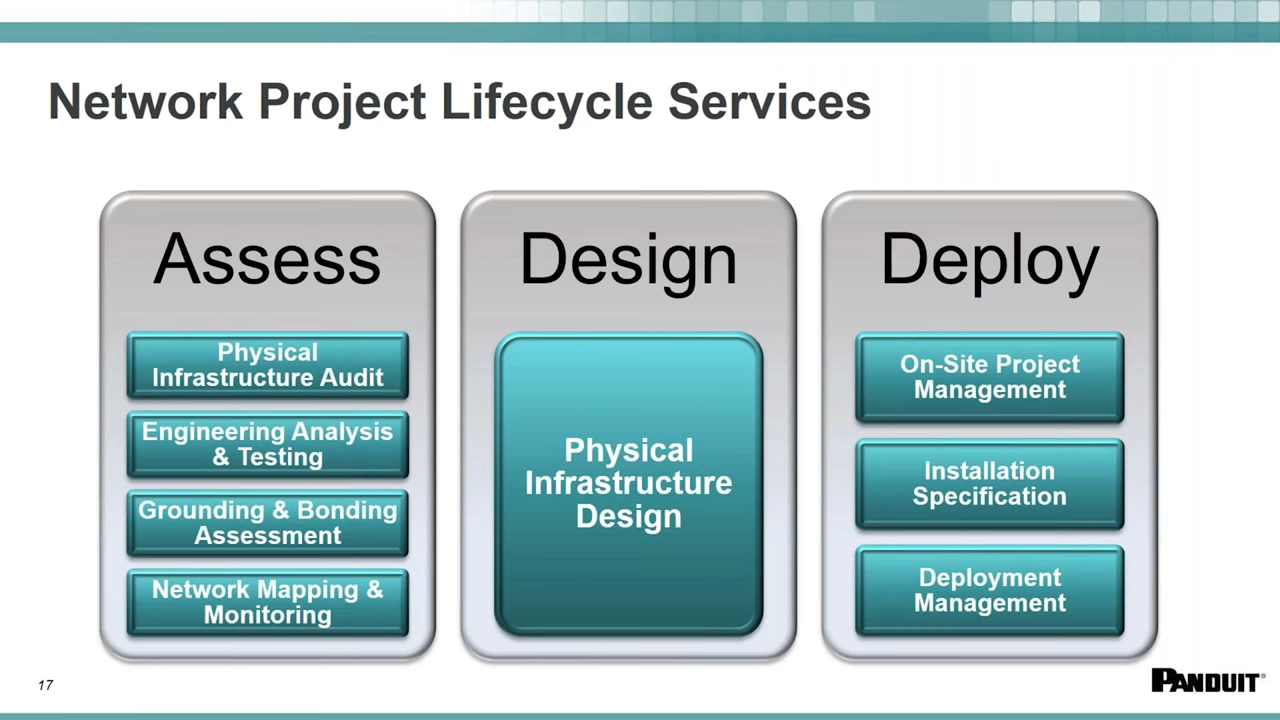 Network Project Lifecycle Services
Assess
Physical
Infrastructure Audit
Engineering Analysis
& Testing
Grounding & Bonding
Assessment
Network Mapping &
Monitoring
Design
Physical
Infrastructure
Design
Deploy
On-Site Project
Management
Installation
Specification
Deployment
Management
17
PANDUIT®